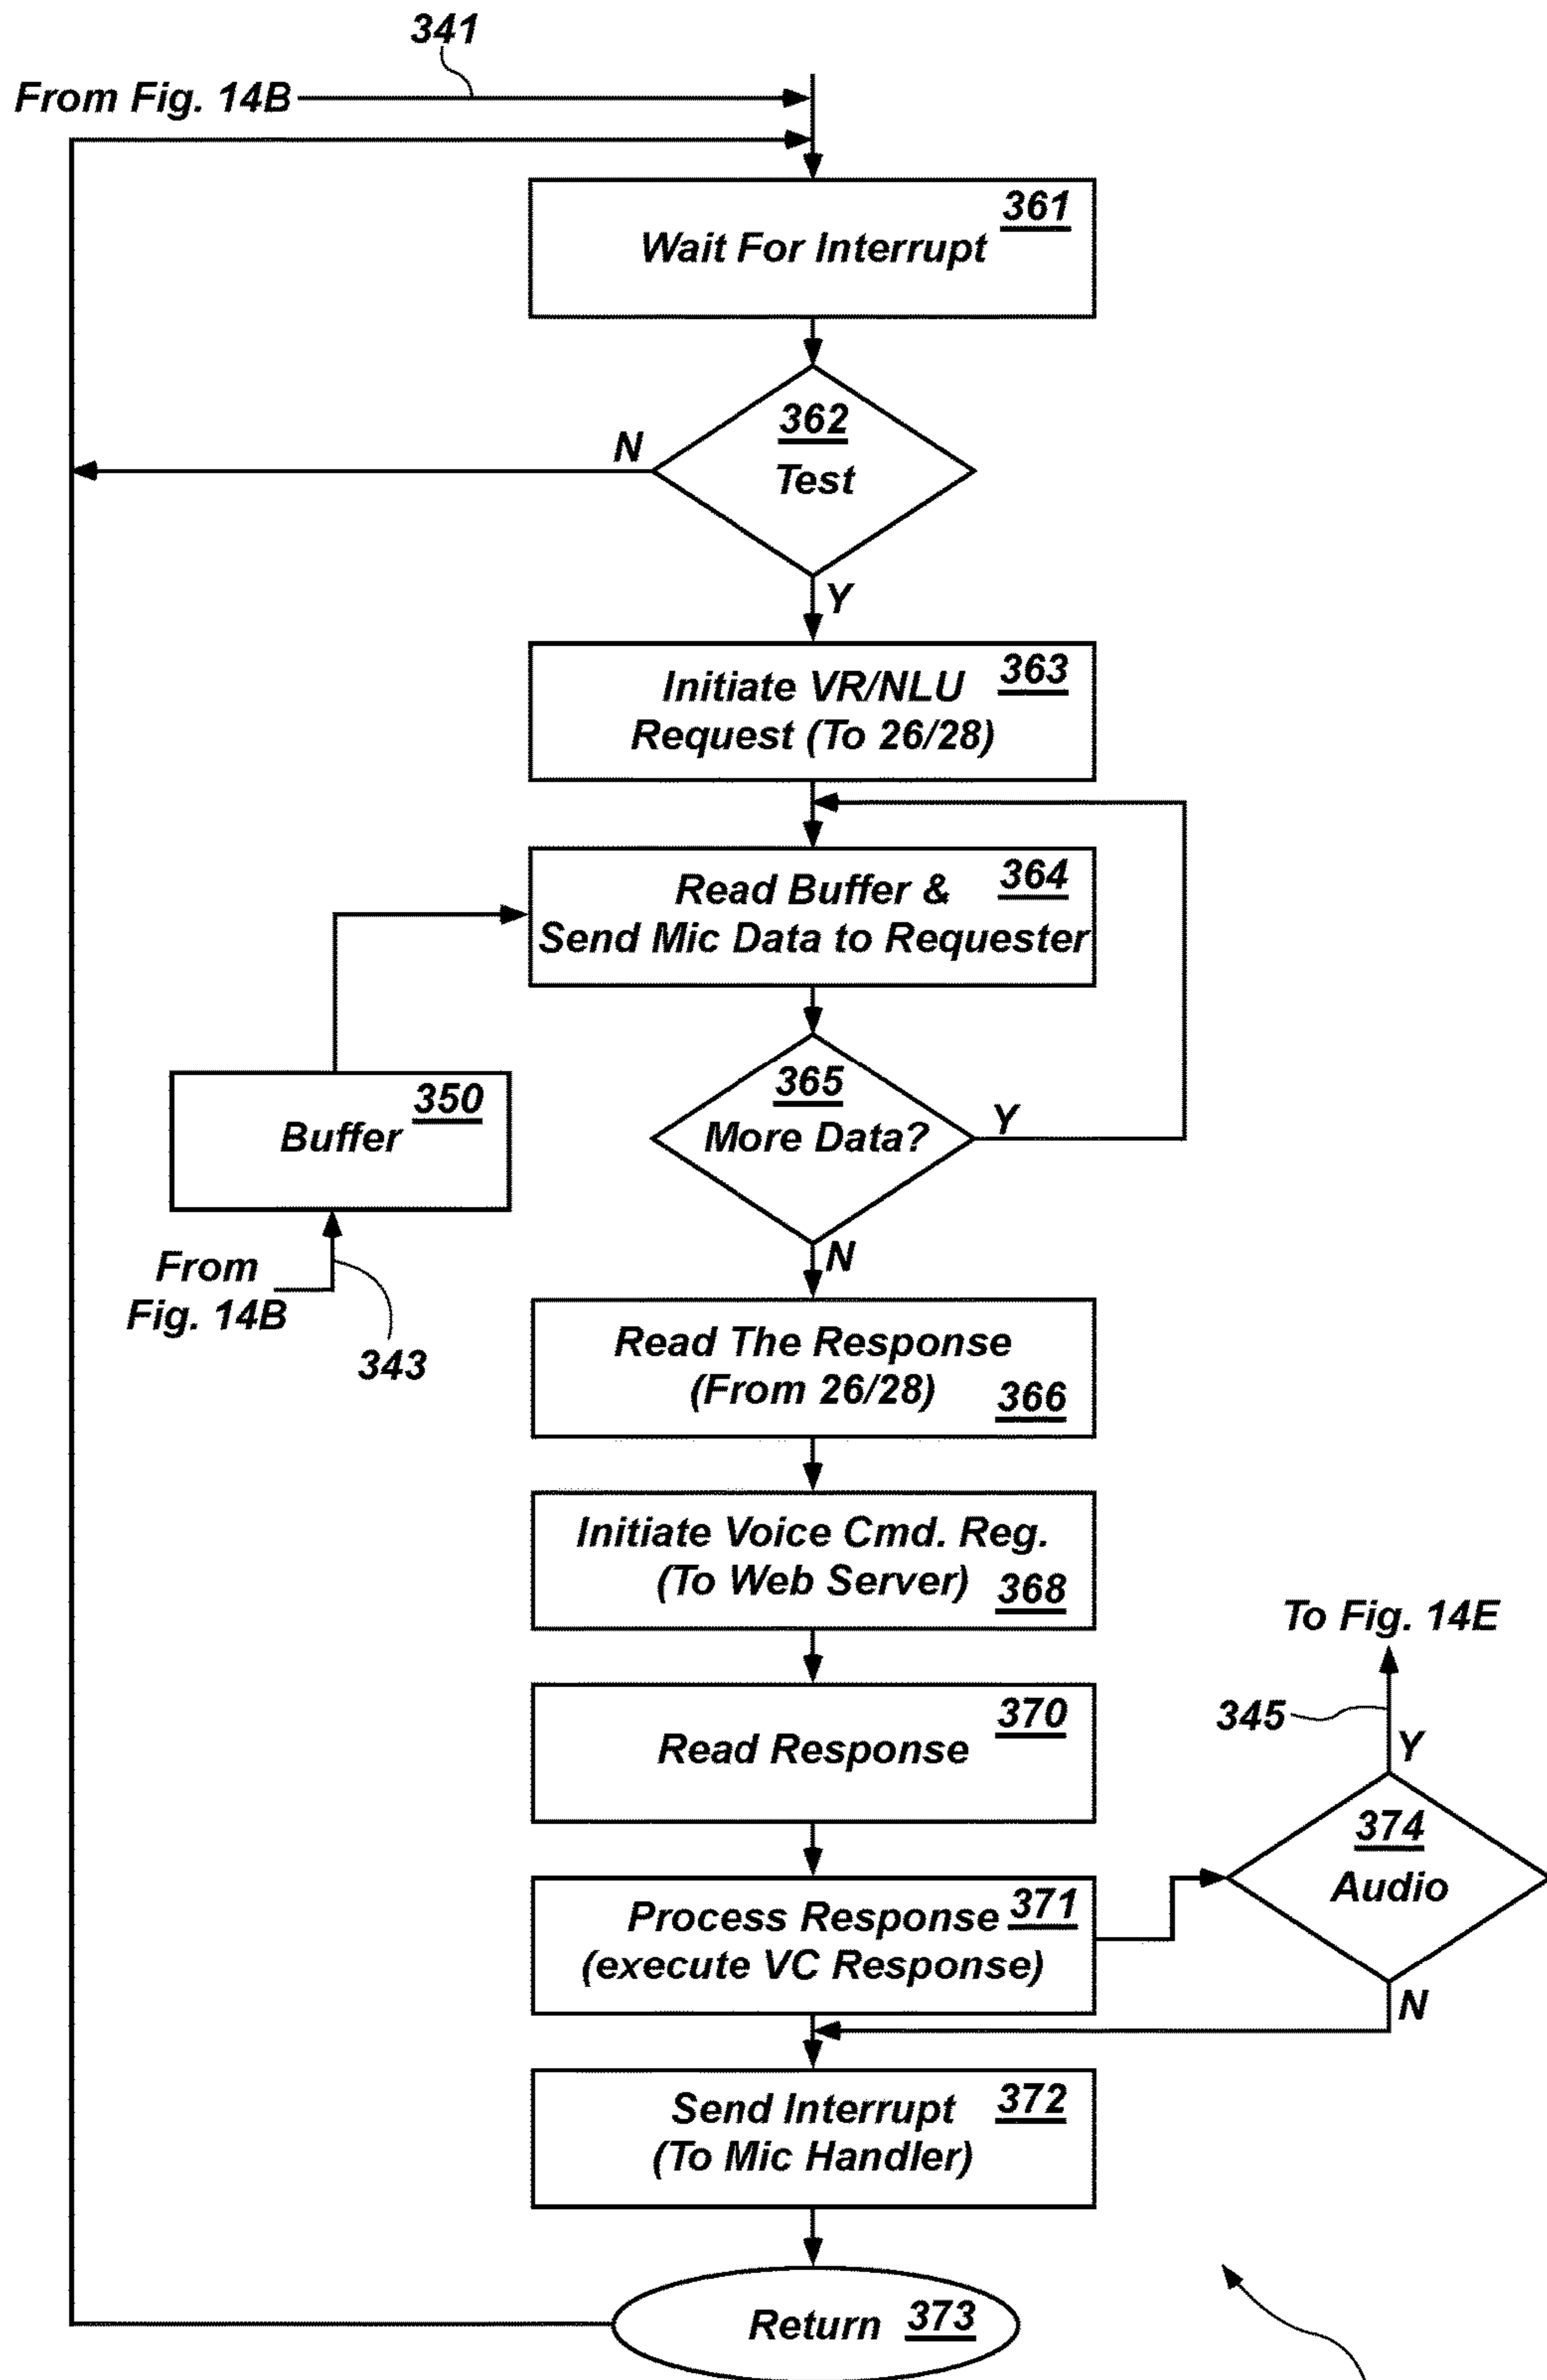 341
From Fig. 14B
361
Wait For Interrupt
362
Test
N
Y
363
Initiate VR/NLU
Request (To 26/28)
364
Read Buffer &
Send Mic Data to Requester
350
Buffer
365
More Data?
Y
N
From
Fig. 14B
343
Read The Response
(From 26/28)
366
Initiate Voice Cmd. Reg.
(To Web Server)
368
To Fig. 14E
345
Y
370
Read Response
374
Audio
N
371
Process Response
(execute VC Response)
372
Send Interrupt
(To Mic Handler)
Return 373